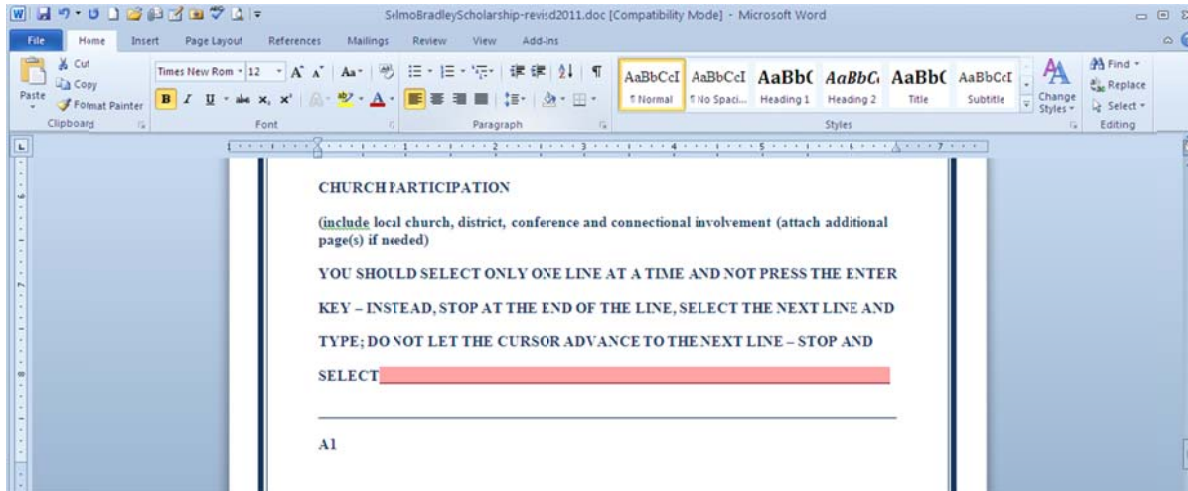 SelmoBradleyScholarship-revisd2011.doc [Compatibility Mode] - Microsoft Word
File Home Insert Page Layout References Mailings Review View Add-Ins
Paste
Cut
Copy
Format Painter
Clipboard
Times New Rom 12
Font
Paragraph
AaBbCcI AaBbCcI AaBbC AaBbCc AaBbC AaBbCcI
¶ Normal ¶ No Spaci... Heading 1 Heading 2 Title Subtitle
Change Styles
Styles
Find
Replace
Select
Editing
CHURCH PARTICIPATION
(include local church, district, conference and connectional involvement (attach additional
page(s) if needed)
YOU SHOULD SELECT ONLY ONE LINE AT A TIME AND NOT PRESS THE ENTER
KEY – INSTEAD, STOP AT THE END OF THE LINE, SELECT THE NEXT LINE AND
TYPE; DO NOT LET THE CURSOR ADVANCE TO THE NEXT LINE – STOP AND
SELECT
A1